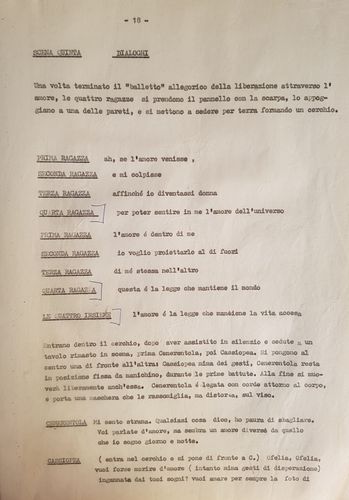 - 18 -
SCENA QUINTA DIALOGHI
Una volta terminato il "balletto" allegorico della liberazione attraverso l'
amore, le quattro ragazze si prendono il pannello con la scarpa, lo appog-
giano a una delle pareti, e si mettono a sedere per terra formando un cerchio.
PRIMA RAGAZZA ah, se l'amore venisse ,
SECONDA RAGAZZA e mi colpisse
TERZA RAGAZZA affinché io diventassi donna
QUARTA RAGAZZA per poter sentire in me l'amore dell'universo
PRIMA RAGAZZA l'amore é dentro di me
SECONDA RAGAZZA io voglio proiettarlo al di fuori
TERZA RAGAZZA di mé stessa nell'altro
QUARTA RAGAZZA questa é la legge che mantiene il mondo
LE QUATTRO INSIEME l'amore é la legge che mantiene la vita accesa
Entrano dentro il cerchio, dopo aver assistito in silenzio e sedute a un
tavolo rimasto in scena, prima Cenerentola, poi Cassiopea. Si pongono al
centro una di fronte all'altra: Cassiopea mima dei gesti, Cenerentola resta
in posizione fissa da manichino, durante le prime battute. Alla fine si muo-
verà liberamente anch'essa. Cenerentola é legata con corde attorno al corpo,
e porta una maschera che le rassomiglia, ma distorta, sul viso.
CENERENTOLA Mi sento strana. Qualsiasi cosa dico, ho paura di sbagliare.
Voi parlate d'amore, ma sembra un amore diverso da quello
che io sogno giorno e notte.
CASSIOPEA ( entra nel cerchio e si pone di fronte a C.) Ofelia, Ofelia,
vuoi forse morire d'amore ( intanto mima gesti di disperazione)
ingannata dai tuoi sogni? vuoi amare per sempre la foto di